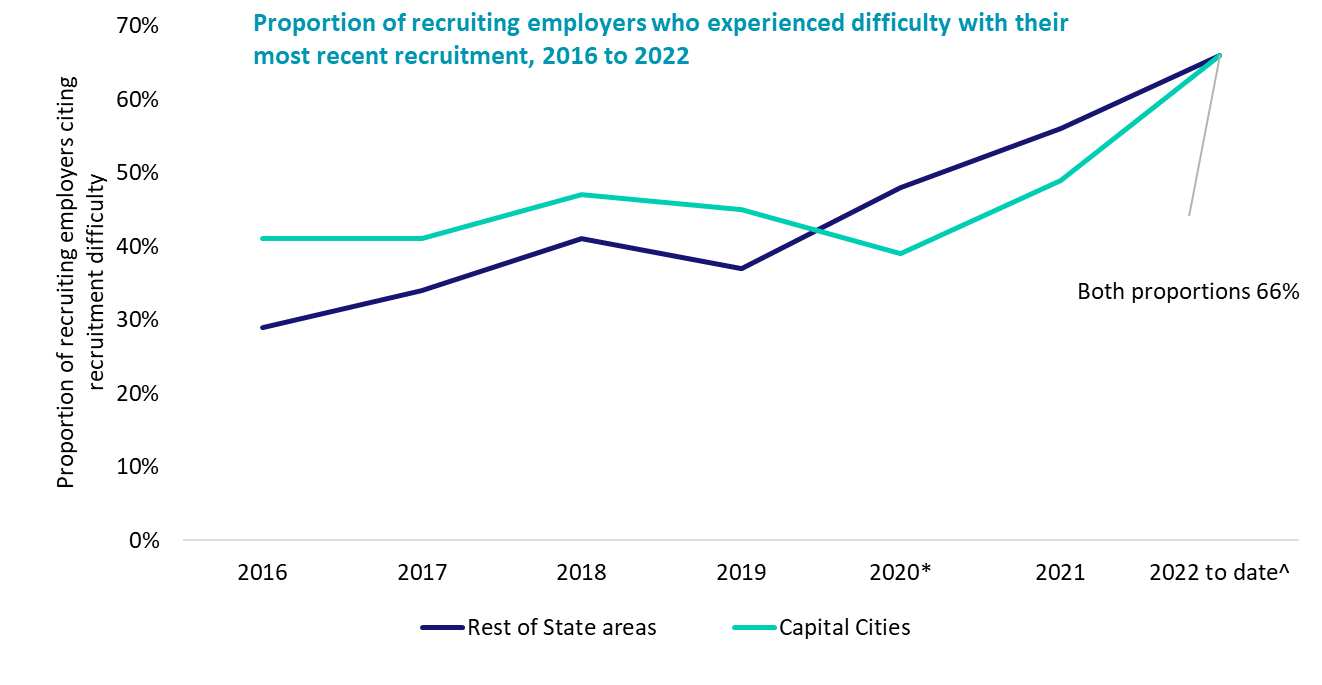 Proportion of recruiting employers who experienced difficulty with their
most recent recruitment, 2016 to 2022
Proportion of recruiting employers citing
recruitment difficulty
70%
60%
50%
40%
30%
20%
10%
0%
Both proportions 66%
2016
2017
2018
2019
2020*
2021
2022 to date^
Rest of State areas
Capital Cities